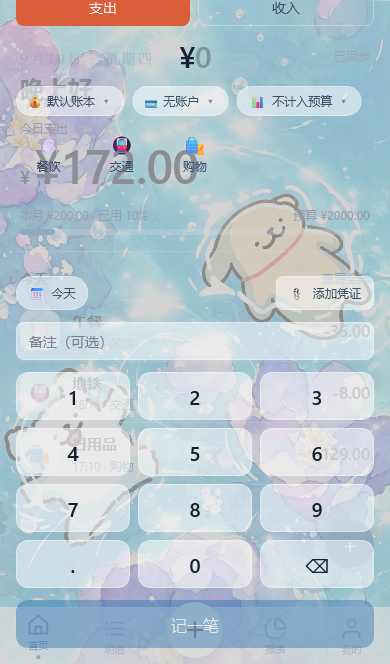 支出 收入
晚上好 已同步
¥0
💰 默认账本 ▾ 💳 无账户 ▾ 📊 不计入预算 ▾
今日支出
¥172.00
餐饮 交通 购物
本月 ¥200.00 · 已用 10% 预算 ¥2000.00
今天 添加凭证
午餐 -35.00
备注（可选）
地铁 -8.00
1 2 3
日用品 129.00
17:10 · 购物
4 5 6
7 8 9
. 0 ⌫
+
记一笔
首页 明细 报表 我的